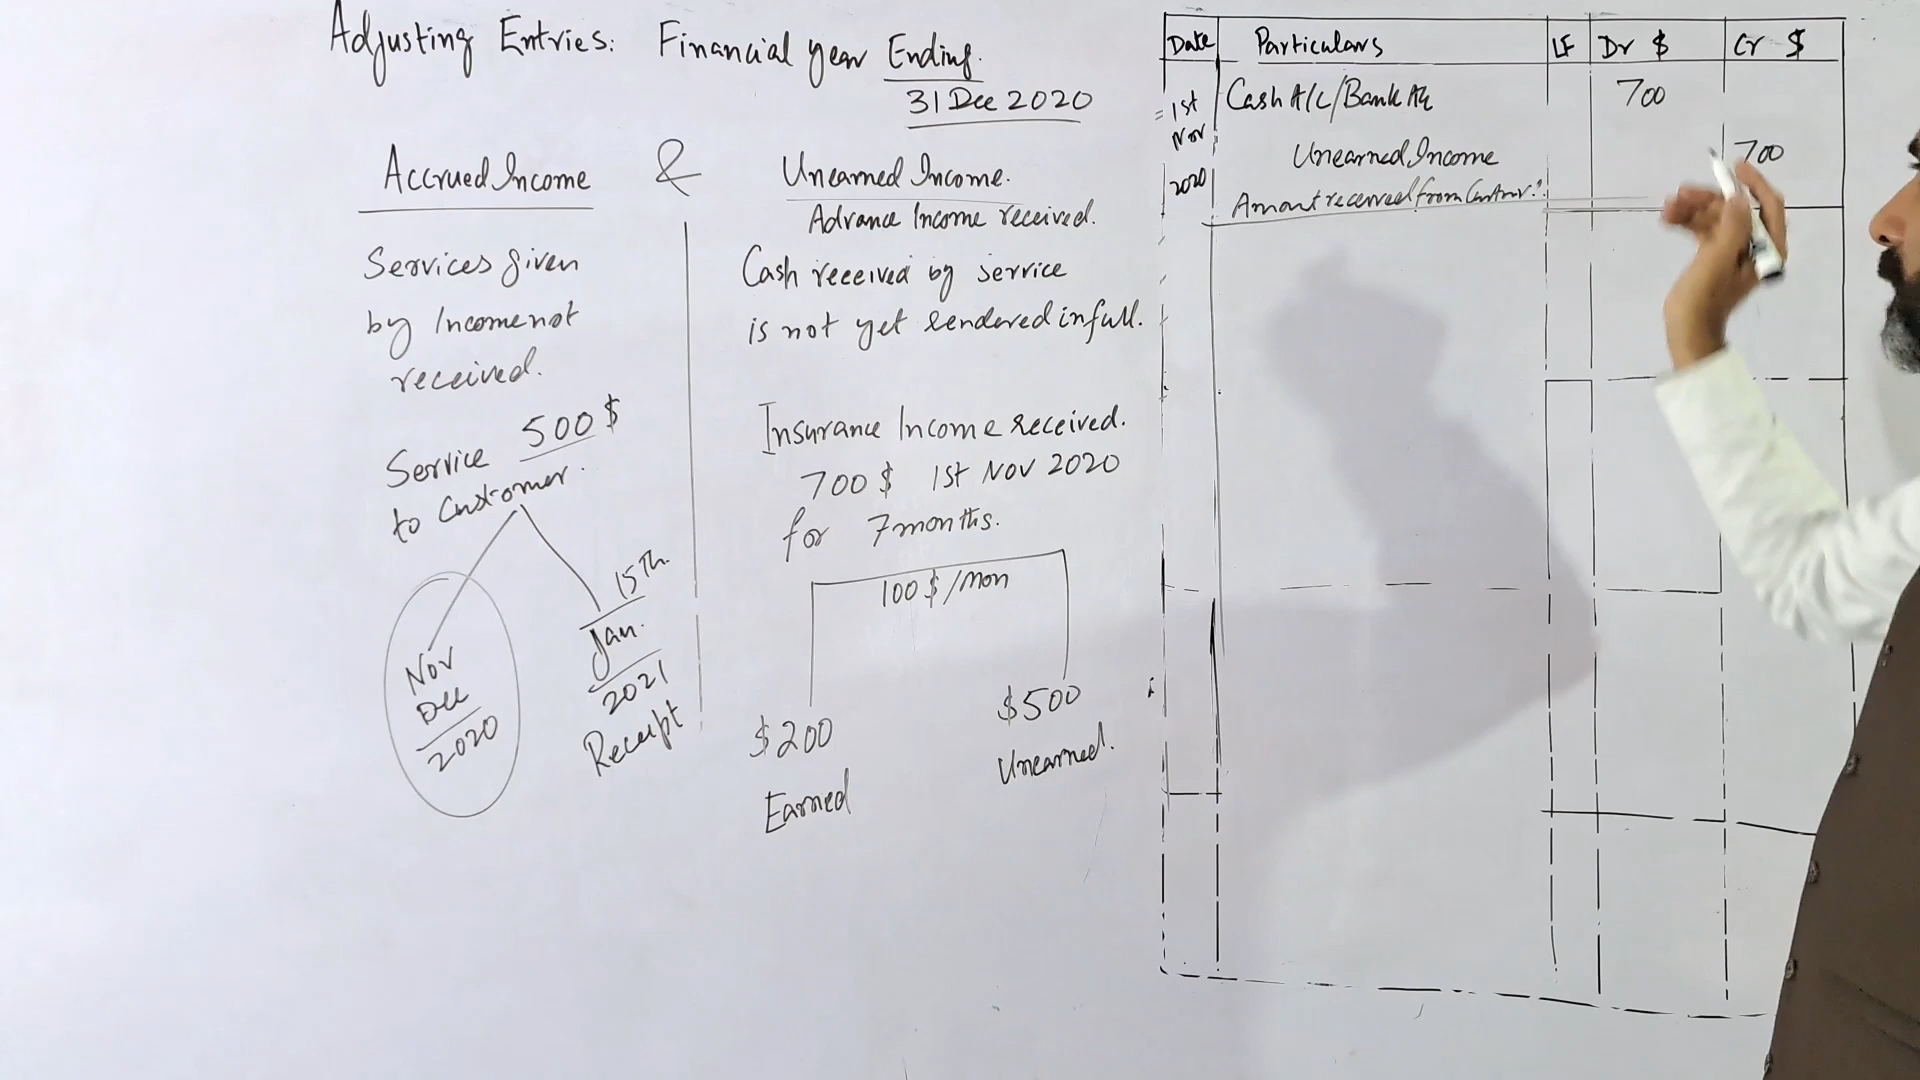 Adjusting Entries: Financial year Ending.
31 Dec 2020
Accrued Income & Unearned Income.
Advance Income received.
Services given
by Income not
received.
Service 500 $
to Customer.
Nov
Dec
2020
15Th.
Jan.
2021
Receipt
Cash received by service
is not yet rendered in full.
Insurance Income received.
700 $ 1st Nov 2020
for 7 months.
100 $ / Mon
$200
Earned
$500
Unearned.
Date Particulars LF Dr $ Cr $
1st Nov 2020 Cash A/C / Bank A/c 700
Unearned Income 700
Amount received from